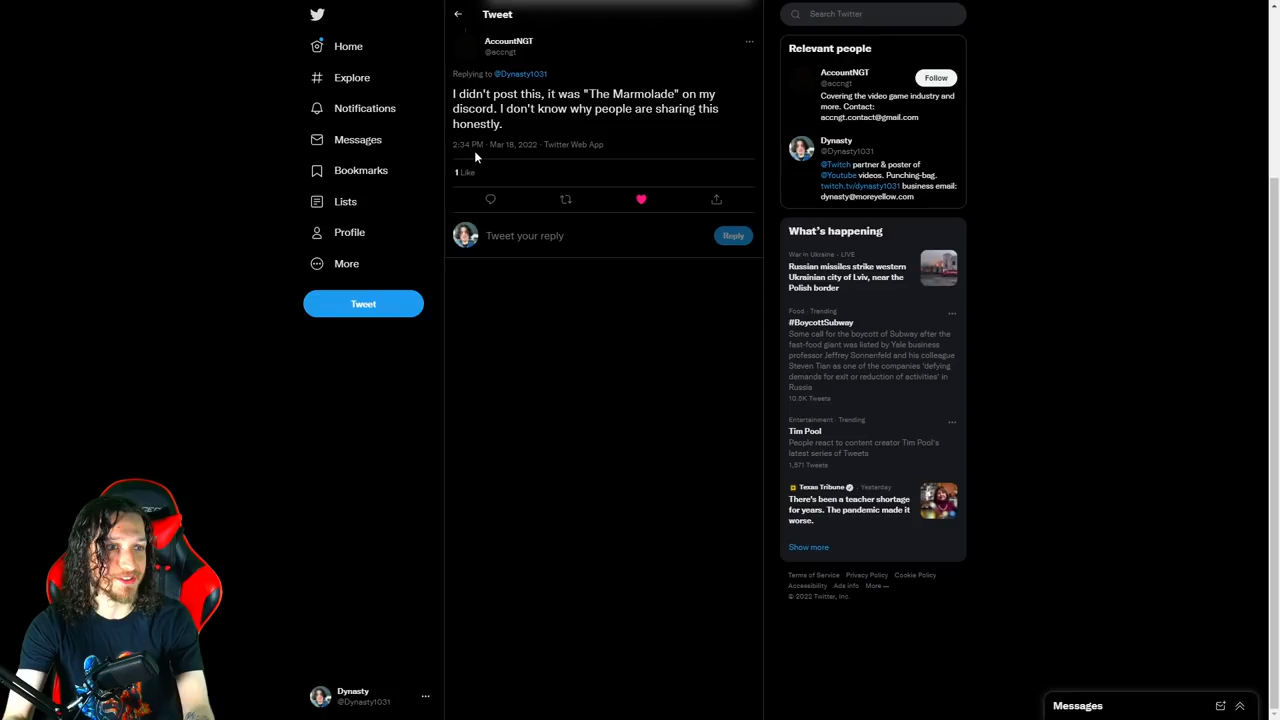 Home
Explore
Notifications
Messages
Bookmarks
Lists
Profile
More
Tweet
Dynasty
@Dynasty1031
Tweet
AccountNGT
@accngt
Replying to @Dynasty1031
I didn't post this, it was "The Marmolade" on my
discord. I don't know why people are sharing this
honestly.
2:34 PM · Mar 18, 2022 · Twitter Web App
1 Like
Tweet your reply
Reply
Search Twitter
Relevant people
AccountNGT
@accngt
Follow
Covering the video game industry and
more. Contact:
accngt.contact@gmail.com
Dynasty
@Dynasty1031
@Twitch partner & poster of
@Youtube videos. Punching-bag.
twitch.tv/dynasty1031 business email:
dynasty@moreyellow.com
What's happening
War in Ukraine · LIVE
Russian missiles strike western
Ukrainian city of Lviv, near the
Polish border
Food · Trending
#BoycottSubway
Some call for the boycott of Subway after the
fast-food giant was listed by Yale business
professor Jeffrey Sonnenfeld and his colleague
Steven Tian as one of the companies 'defying
demands for exit or reduction of activities' in
Russia
10.5K Tweets
Entertainment · Trending
Tim Pool
People react to content creator Tim Pool's
latest series of Tweets
1,571 Tweets
Texas Tribune · Yesterday
There's been a teacher shortage
for years. The pandemic made it
worse.
Show more
Terms of Service Privacy Policy Cookie Policy
Accessibility Ads info More ···
© 2022 Twitter, Inc.
Messages